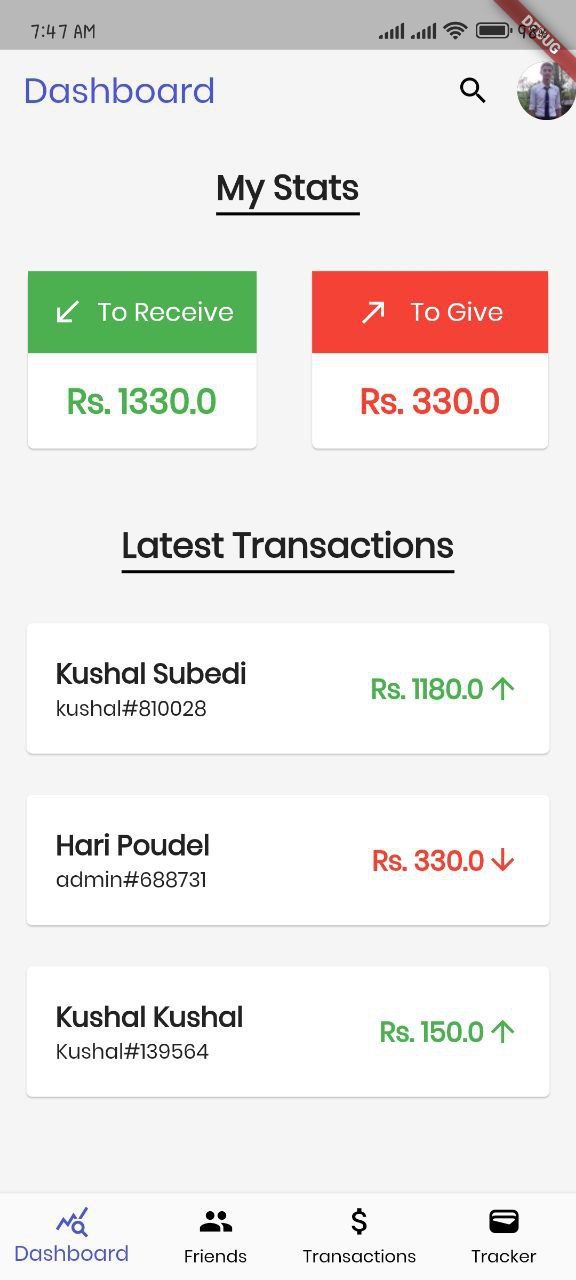 7:47 AM
98%
DEBUG
Dashboard
My Stats
To Receive
To Give
Rs. 1330.0
Rs. 330.0
Latest Transactions
Kushal Subedi
kushal#810028
Rs. 1180.0
Hari Poudel
admin#688731
Rs. 330.0
Kushal Kushal
Kushal#139564
Rs. 150.0
Dashboard
Friends
Transactions
Tracker